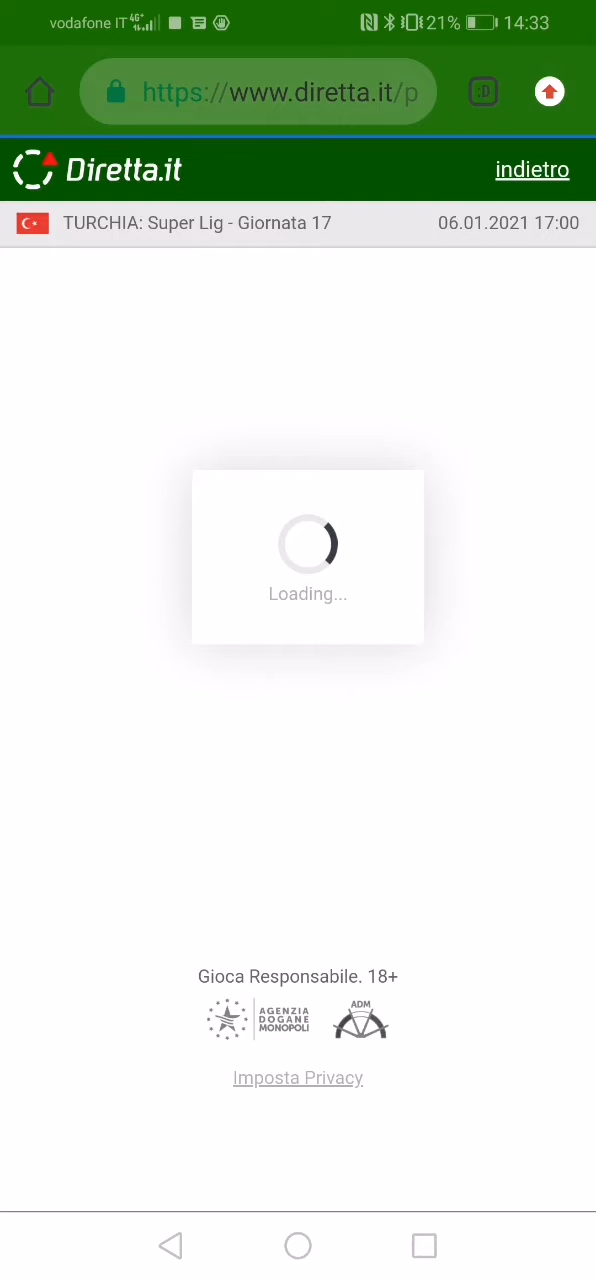 vodafone IT 4G+ 21% 14:33
https://www.diretta.it/p :D
Diretta.it indietro
TURCHIA: Super Lig - Giornata 17 06.01.2021 17:00
Loading...
Gioca Responsabile. 18+
AGENZIA
DOGANE
MONOPOLI
ADM
Imposta Privacy